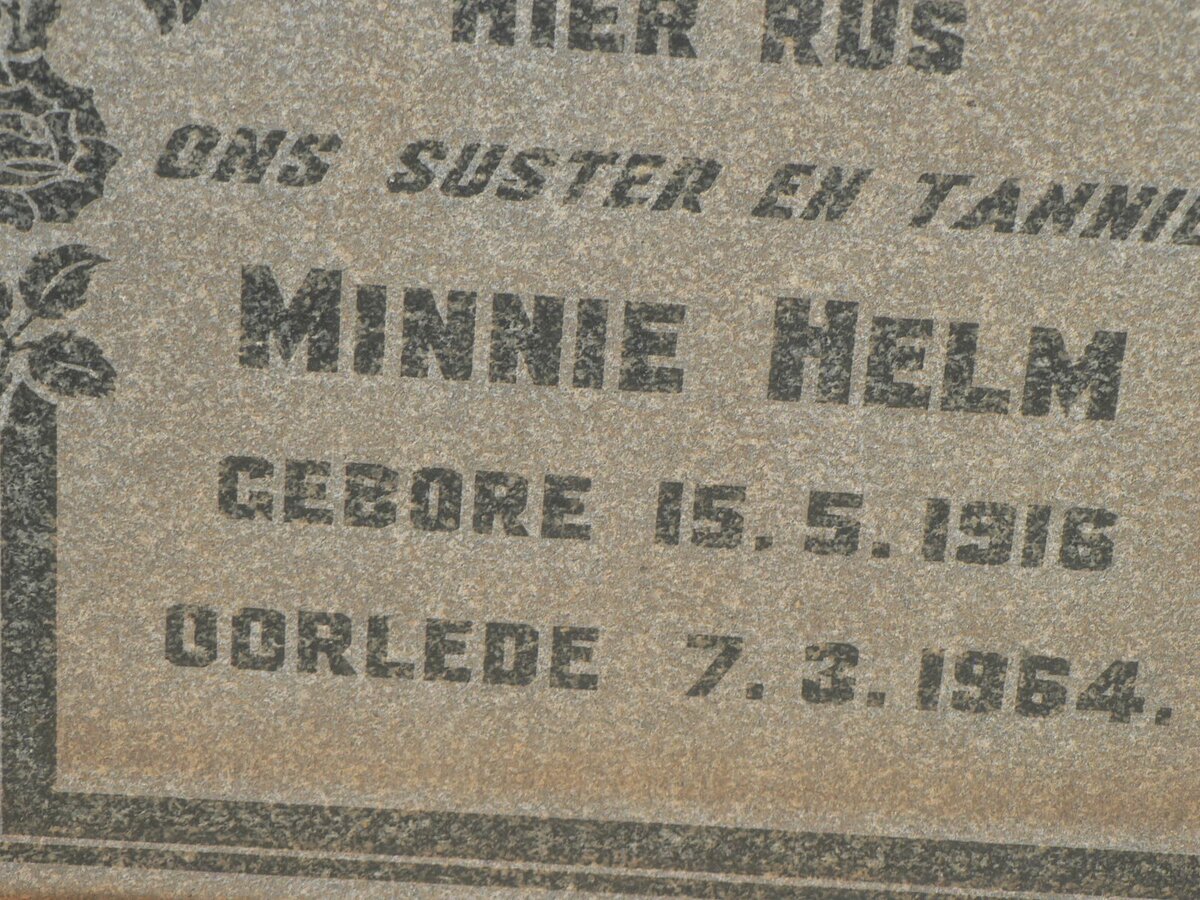 HIER RUS
ONS SUSTER EN TANNIE
MINNIE HELM
GEBORE 15.5.1916
OORLEDE 7.3.1964.